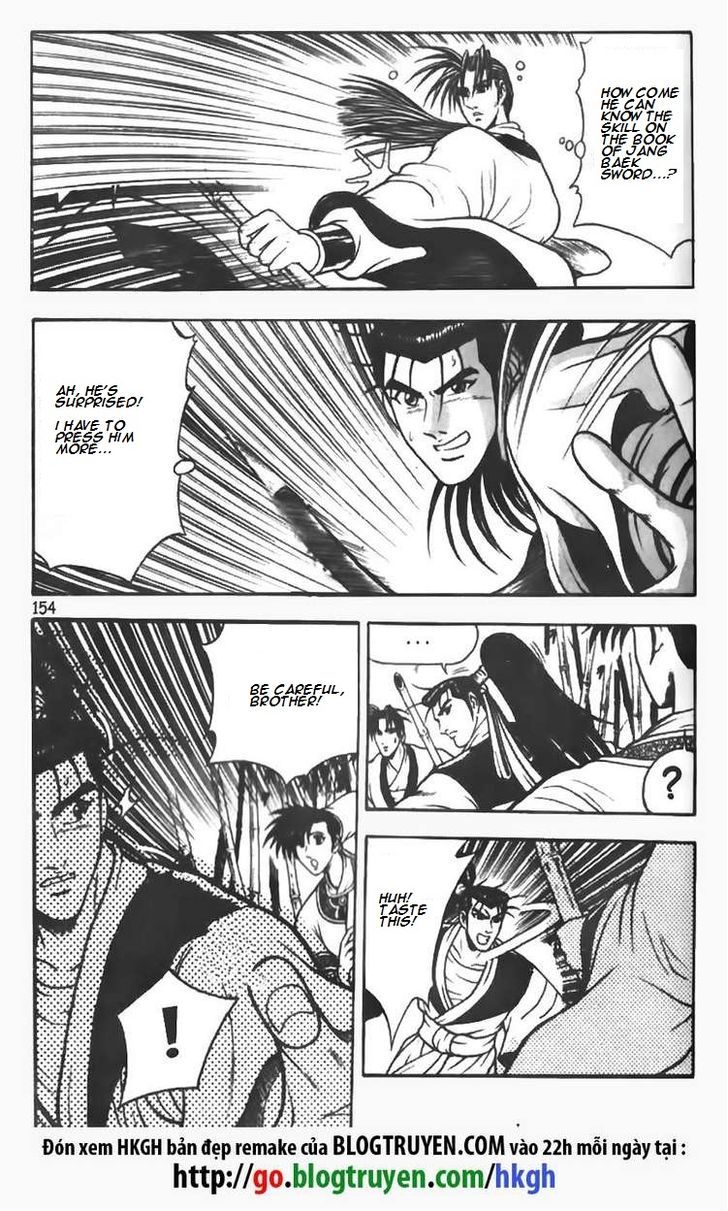 HOW COME
HE CAN
KNOW THE
SKILL ON
THE BOOK
OF JANG
BAEK
SWORD...?
AH, HE'S
SURPRISED!
I HAVE TO
PRESS HIM
MORE...
154
BE CAREFUL,
BROTHER!
!
...
?
HUH!
TASTE
THIS!
Đón xem HKGH bản đẹp remake của BLOGTRUYEN.COM vào 22h mỗi ngày tại :
http://go.blogtruyen.com/hkgh